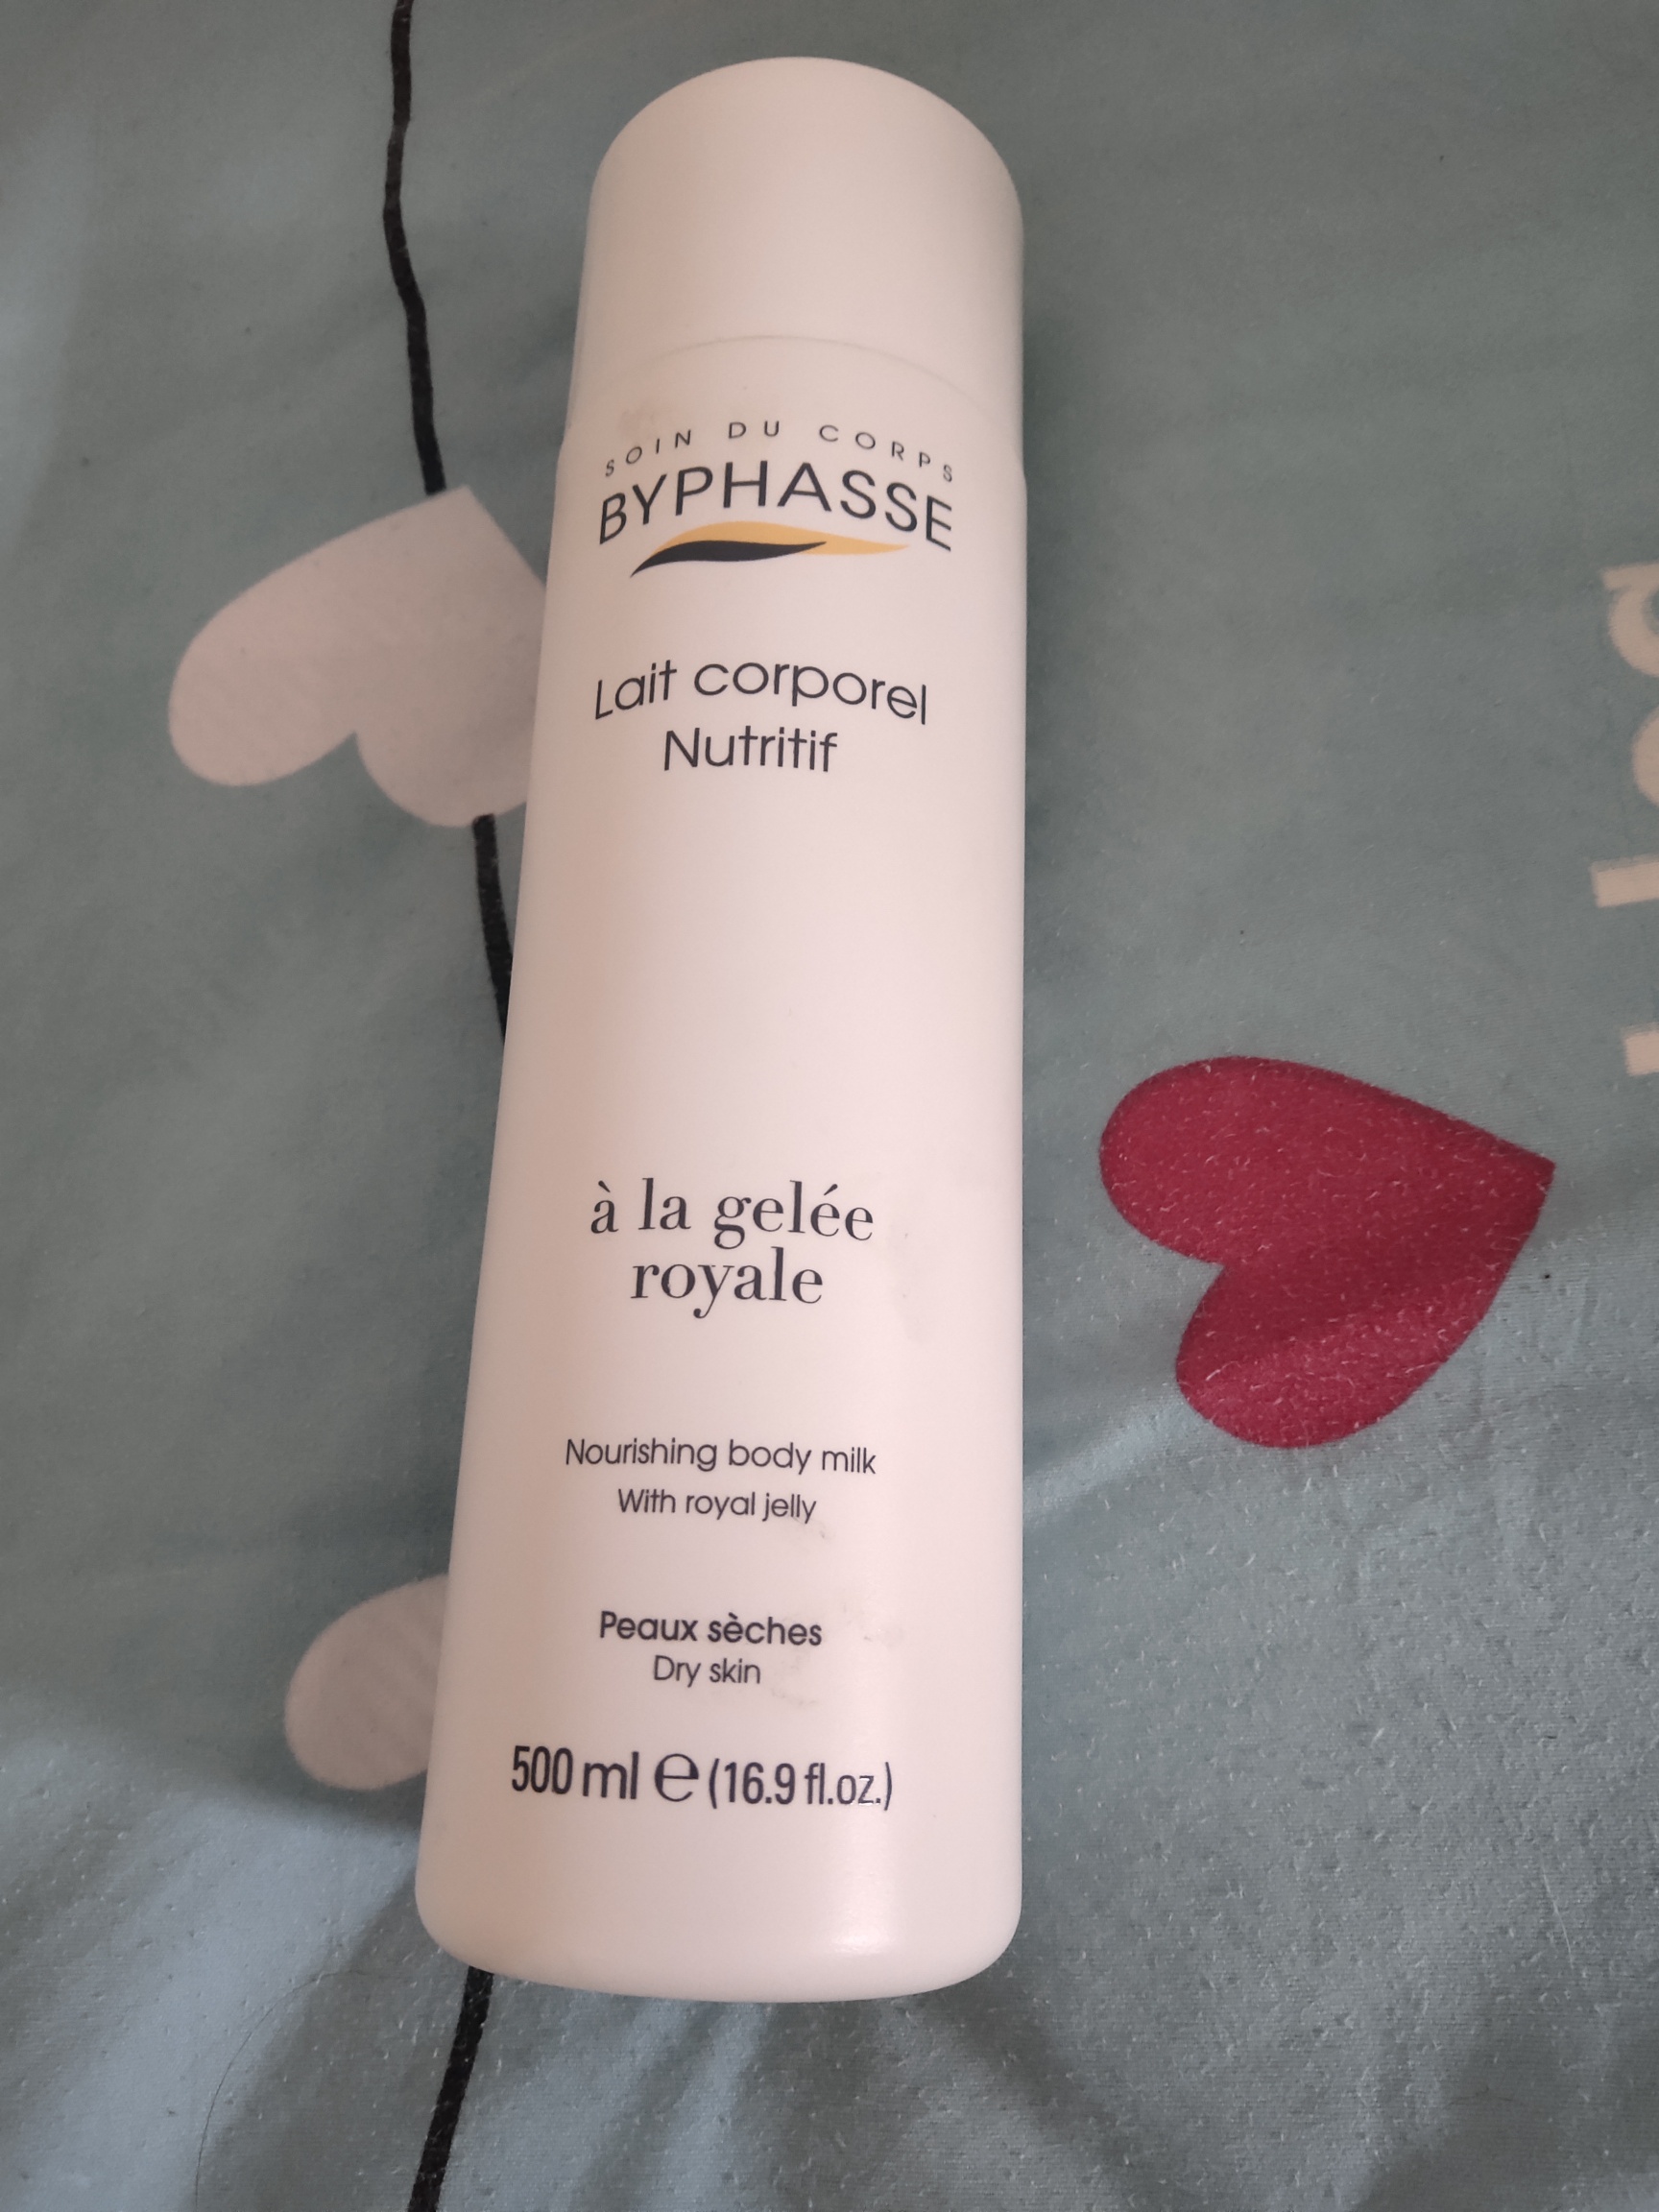 SOIN DU CORPS
BYPHASSE
Lait corporel
Nutritif
à la gelée
royale
Nourishing body milk
With royal jelly
Peaux sèches
Dry skin
500 ml e (16.9 fl.oz.)